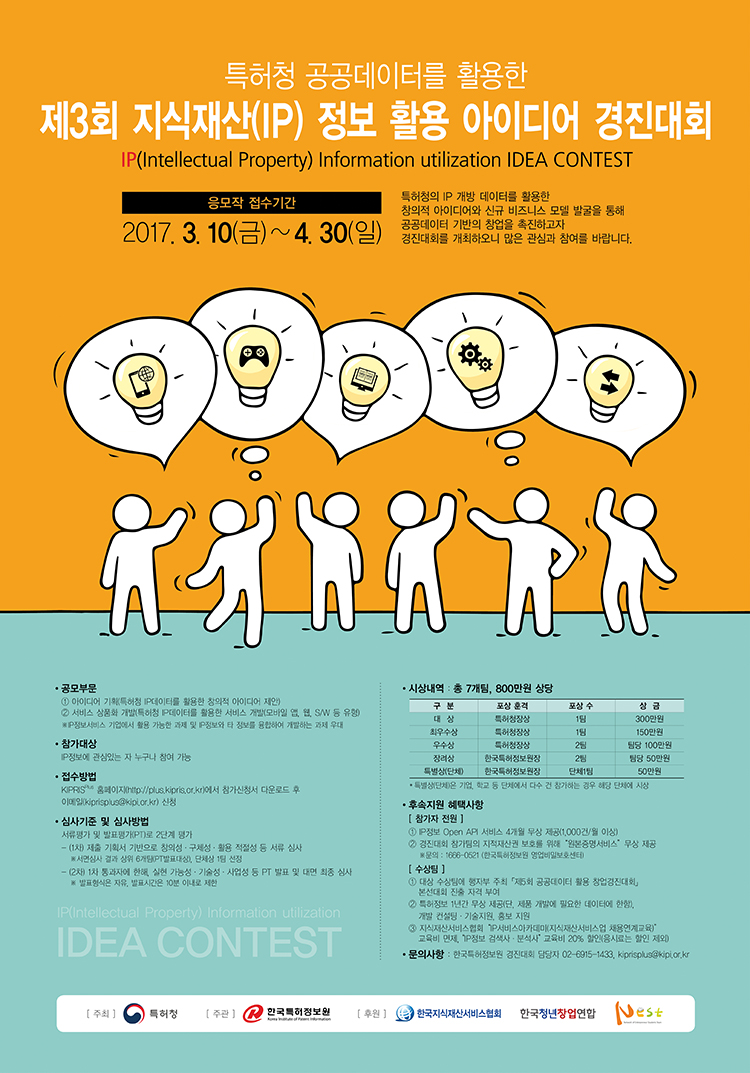 특허청 공공데이터를 활용한
제3회 지식재산(IP) 정보 활용 아이디어 경진대회
IP(Intellectual Property) Information utilization IDEA CONTEST
응모작 접수기간
2017. 3. 10(금)~4. 30(일)
특허청의 IP 개방 데이터를 활용한
창의적 아이디어와 신규 비즈니스 모델 발굴을 통해
공공데이터 기반의 창업을 촉진하고자
경진대회를 개최하오니 많은 관심과 참여를 바랍니다.
• 공모부문
① 아이디어 기획(특허청 IP데이터를 활용한 창의적 아이디어 제안)
② 서비스 상품화 개발(특허청 IP데이터를 활용한 서비스 개발(모바일 앱, 웹, S/W 등 유형)
※IP정보서비스 기업에서 활용 가능한 과제 및 IP정보와 타 정보를 융합하여 개발하는 과제 우대
• 참가대상
IP정보에 관심있는 자 누구나 참여 가능
• 접수방법
KIPRIS Plus 홈페이지(http://plus.kipris.or.kr)에서 참가신청서 다운로드 후
이메일(kiprisplus@kipi.or.kr) 신청
• 심사기준 및 심사방법
서류평가 및 발표평가(PT)로 2단계 평가
- (1차) 제출 기획서 기반으로 창의성·구체성·활용 적절성 등 서류 심사
※서면심사 결과 상위 6개팀(PT발표대상), 단체상 1팀 선정
- (2차) 1차 통과자에 한해, 실현 가능성·기술성·사업성 등 PT 발표 및 대면 최종 심사
※ 발표형식은 자유, 발표시간은 10분 이내로 제한
IP(Intellectual Property) Information utilization
IDEA CONTEST
• 시상내역 : 총 7개팀, 800만원 상당
구 분 포상 훈격 포상 수 상 금
대 상 특허청장상 1팀 300만원
최우수상 특허청장상 1팀 150만원
우수상 특허청장상 2팀 팀당 100만원
장려상 한국특허정보원장 2팀 팀당 50만원
특별상(단체) 한국특허정보원장 단체1팀 50만원
* 특별상(단체)은 기업, 학교 등 단체에서 다수 건 참가하는 경우 해당 단체에 시상
• 후속지원 혜택사항
[ 참가자 전원 ]
① IP정보 Open API 서비스 4개월 무상 제공(1,000건/월 이상)
② 경진대회 참가팀의 지적재산권 보호를 위해 "원본증명서비스" 무상 제공
※문의 : 1666-0521 (한국특허정보원 영업비밀보호센터)
[ 수상팀 ]
① 대상 수상팀에 행자부 주최 「제5회 공공데이터 활용 창업경진대회」
본선대회 진출 자격 부여
② 특허정보 1년간 무상 제공(단, 제품 개발에 필요한 데이터에 한함),
개발 컨설팅·기술지원, 홍보 지원
③ 지식재산서비스협회 "IP서비스아카데미(지식재산서비스업 채용연계교육)"
교육비 면제, "IP정보 검색사·분석사" 교육비 20% 할인(응시료는 할인 제외)
• 문의사항 : 한국특허정보원 경진대회 담당자 02-6915-1433, kiprisplus@kipi.or.kr
[ 주최 ] 특허청 [ 주관 ] 한국특허정보원 [ 후원 ] 한국지식재산서비스협회 한국청년창업연합 Nest
Korea Institute of Patent Information